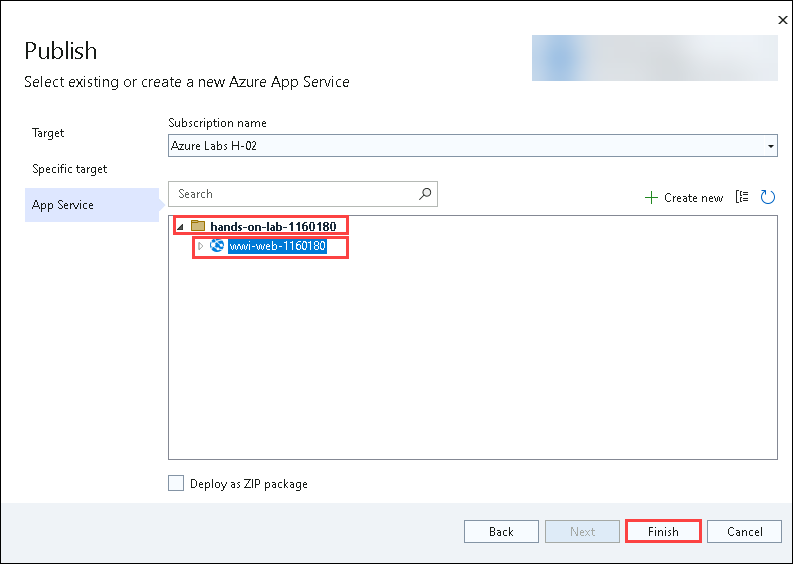 Publish
Select existing or create a new Azure App Service
Target
Specific target
App Service
Subscription name
Azure Labs H-02
Search
Create new
hands-on-lab-1160180
wwi-web-1160180
Deploy as ZIP package
Back
Next
Finish
Cancel